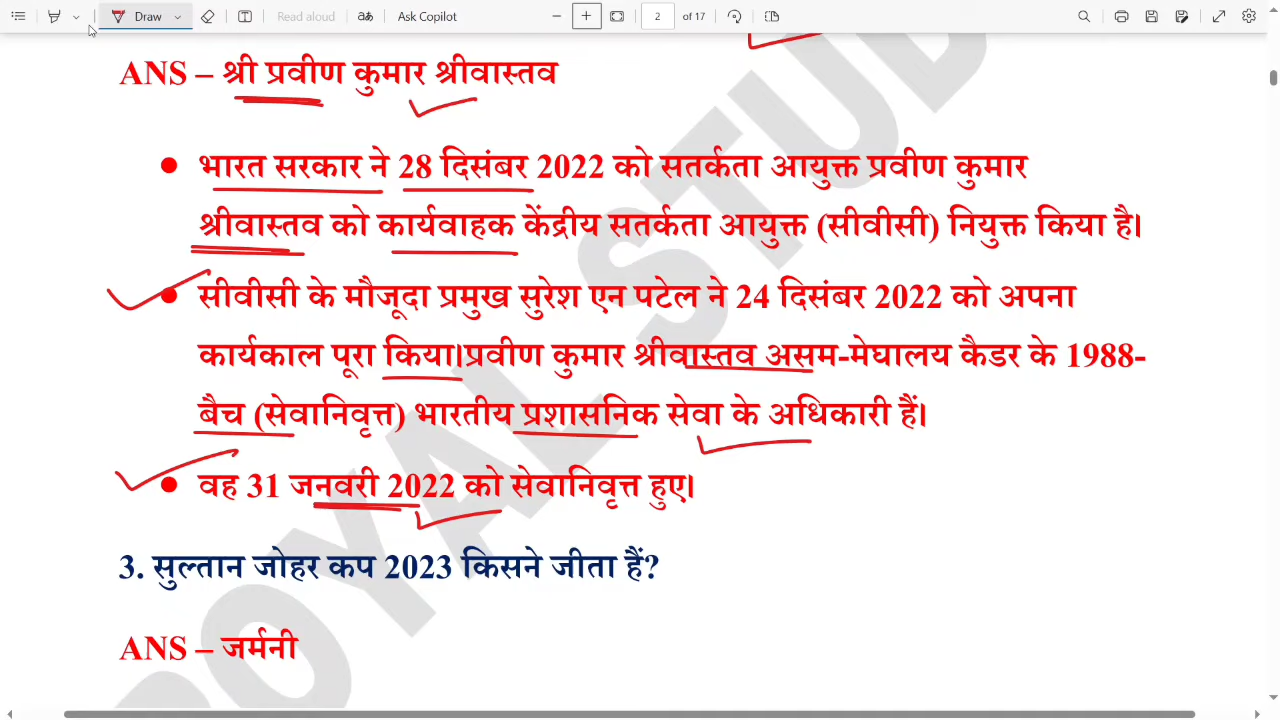 Draw
Read aloud
Ask Copilot
2
of 17
ANS – श्री प्रवीण कुमार श्रीवास्तव
भारत सरकार ने 28 दिसंबर 2022 को सतर्कता आयुक्त प्रवीण कुमार
श्रीवास्तव को कार्यवाहक केंद्रीय सतर्कता आयुक्त (सीवीसी) नियुक्त किया है।
सीवीसी के मौजूदा प्रमुख सुरेश एन पटेल ने 24 दिसंबर 2022 को अपना
कार्यकाल पूरा किया।प्रवीण कुमार श्रीवास्तव असम-मेघालय कैडर के 1988-
बैच (सेवानिवृत्त) भारतीय प्रशासनिक सेवा के अधिकारी हैं।
वह 31 जनवरी 2022 को सेवानिवृत्त हुए।
3. सुल्तान जोहर कप 2023 किसने जीता हैं?
ANS – जर्मनी
ROYAL STUD